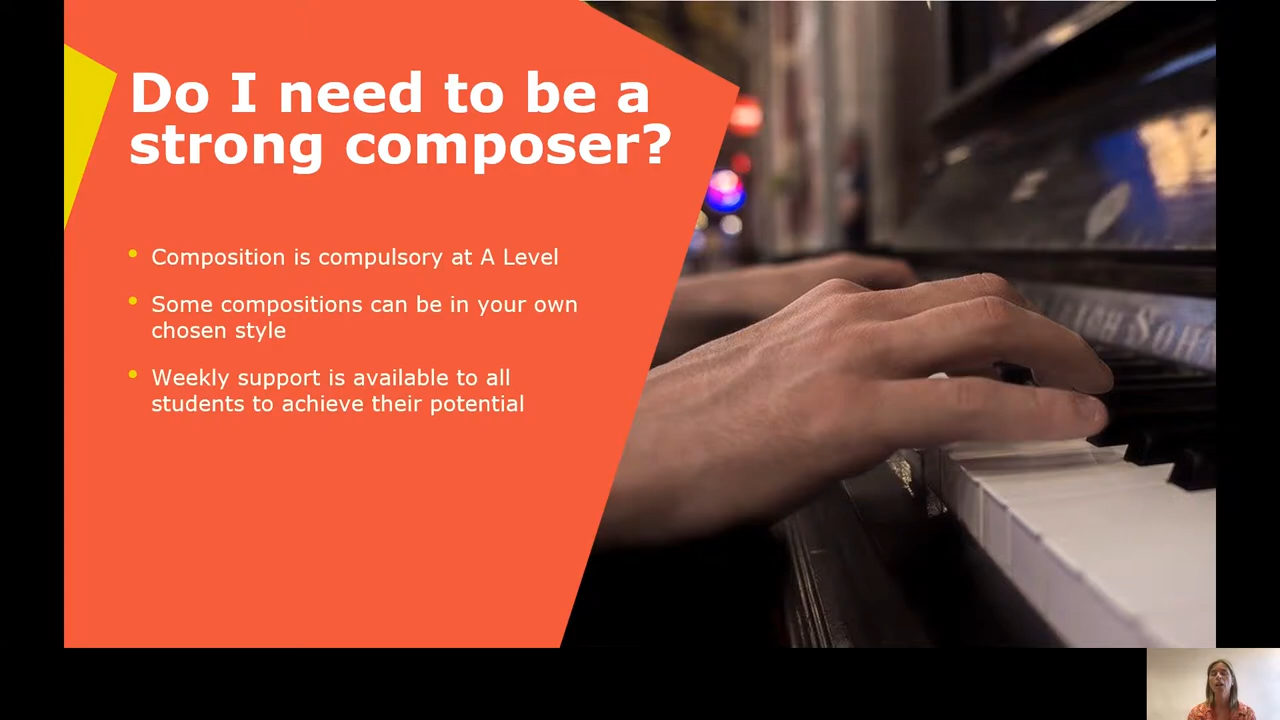 Do I need to be a
strong composer?
• Composition is compulsory at A Level
• Some compositions can be in your own
chosen style
• Weekly support is available to all
students to achieve their potential